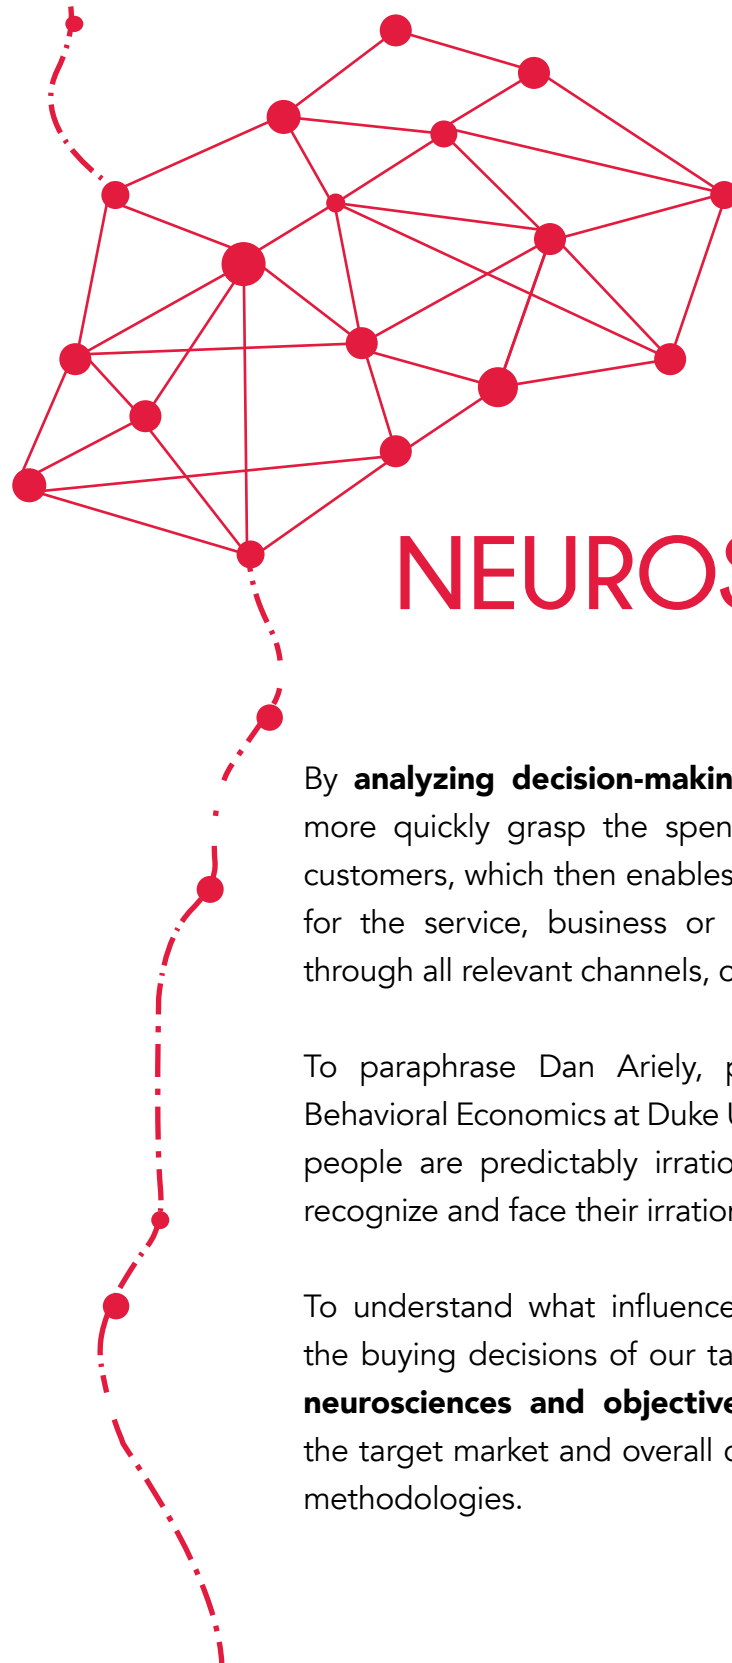 NEUROS
By analyzing decision-makin
more quickly grasp the spen
customers, which then enables
for the service, business or
through all relevant channels, o
To paraphrase Dan Ariely, p
Behavioral Economics at Duke U
people are predictably irratio
recognize and face their irration
To understand what influence
the buying decisions of our ta
neurosciences and objective
the target market and overall c
methodologies.